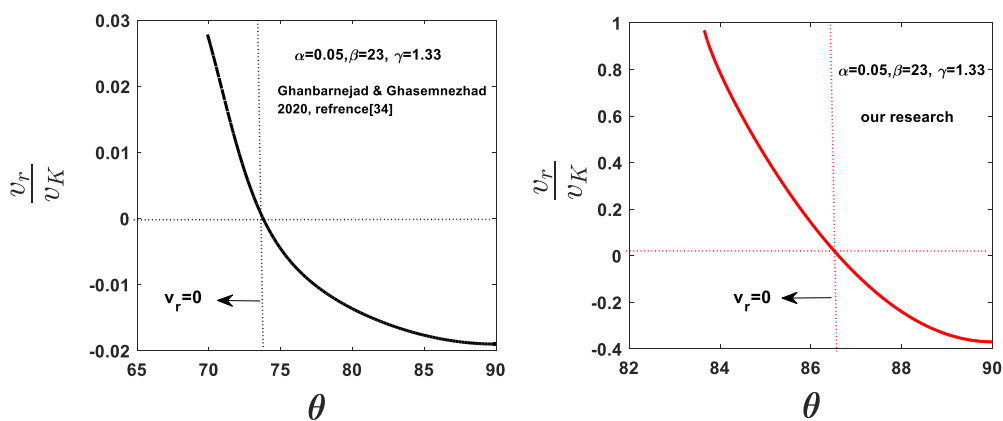 0.03
0.02
0.01
0
-0.01
-0.02
65
70
75
80
85
90
θ
v_r
v_K
α=0.05,β=23, γ=1.33
Ghanbarnejad & Ghasemnezhad
2020, refrence[34]
v_r=0
1
0.8
0.6
0.4
0.2
0
-0.2
-0.4
82
84
86
88
90
θ
v_r
v_K
α=0.05,β=23, γ=1.33
our research
v_r=0